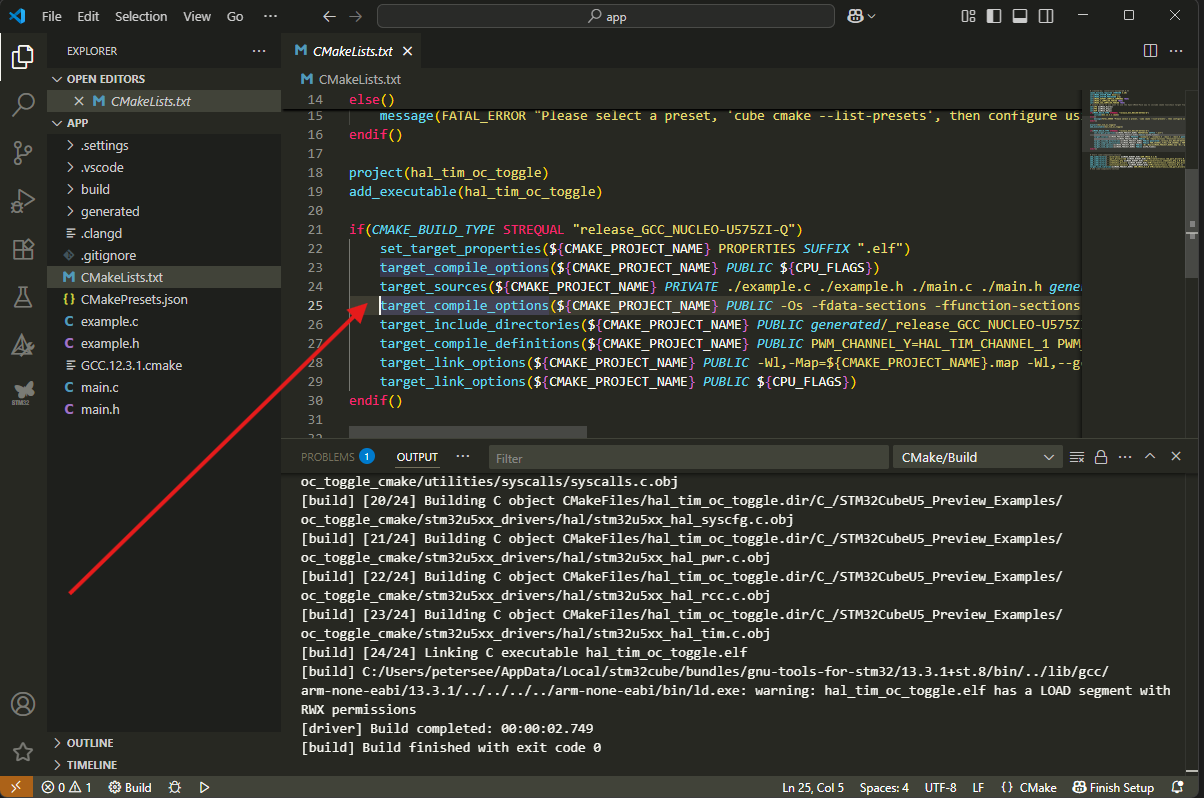 File Edit Selection View Go ··· app
EXPLORER ···
OPEN EDITORS
CMakeLists.txt
APP
.settings
.vscode
build
generated
.clangd
.gitignore
CMakeLists.txt
CMakePresets.json
example.c
example.h
GCC.12.3.1.cmake
main.c
main.h
OUTLINE
TIMELINE
CMakeLists.txt
CMakeLists.txt
14 else()
15 message(FATAL_ERROR "Please select a preset, 'cube cmake --list-presets', then configure us
16 endif()
17
18 project(hal_tim_oc_toggle)
19 add_executable(hal_tim_oc_toggle)
20
21 if(CMAKE_BUILD_TYPE STREQUAL "release_GCC_NUCLEO-U575ZI-Q")
22 set_target_properties(${CMAKE_PROJECT_NAME} PROPERTIES SUFFIX ".elf")
23 target_compile_options(${CMAKE_PROJECT_NAME} PUBLIC ${CPU_FLAGS})
24 target_sources(${CMAKE_PROJECT_NAME} PRIVATE ./example.c ./example.h ./main.c ./main.h gene
25 target_compile_options(${CMAKE_PROJECT_NAME} PUBLIC -Os -fdata-sections -ffunction-sections
26 target_include_directories(${CMAKE_PROJECT_NAME} PUBLIC generated/_release_GCC_NUCLEO-U575Z
27 target_compile_definitions(${CMAKE_PROJECT_NAME} PUBLIC PWM_CHANNEL_Y=HAL_TIM_CHANNEL_1 PWM_
28 target_link_options(${CMAKE_PROJECT_NAME} PUBLIC -Wl,-Map=${CMAKE_PROJECT_NAME}.map -Wl,--g
29 target_link_options(${CMAKE_PROJECT_NAME} PUBLIC ${CPU_FLAGS})
30 endif()
31
PROBLEMS 1 OUTPUT ··· Filter CMake/Build ···
oc_toggle_cmake/utilities/syscalls/syscalls.c.obj
[build] [20/24] Building C object CMakeFiles/hal_tim_oc_toggle.dir/C_/STM32CubeU5_Preview_Examples/
oc_toggle_cmake/stm32u5xx_drivers/hal/stm32u5xx_hal_syscfg.c.obj
[build] [21/24] Building C object CMakeFiles/hal_tim_oc_toggle.dir/C_/STM32CubeU5_Preview_Examples/
oc_toggle_cmake/stm32u5xx_drivers/hal/stm32u5xx_hal_pwr.c.obj
[build] [22/24] Building C object CMakeFiles/hal_tim_oc_toggle.dir/C_/STM32CubeU5_Preview_Examples/
oc_toggle_cmake/stm32u5xx_drivers/hal/stm32u5xx_hal_rcc.c.obj
[build] [23/24] Building C object CMakeFiles/hal_tim_oc_toggle.dir/C_/STM32CubeU5_Preview_Examples/
oc_toggle_cmake/stm32u5xx_drivers/hal/stm32u5xx_hal_tim.c.obj
[build] [24/24] Linking C executable hal_tim_oc_toggle.elf
[build] C:/Users/petersee/AppData/Local/stm32cube/bundles/gnu-tools-for-stm32/13.3.1+st.8/bin/../lib/gcc/
arm-none-eabi/13.3.1/../../../../arm-none-eabi/bin/ld.exe: warning: hal_tim_oc_toggle.elf has a LOAD segment with
RWX permissions
[driver] Build completed: 00:00:02.749
[build] Build finished with exit code 0
0 1 Build Ln 25, Col 5 Spaces: 4 UTF-8 LF {} CMake Finish Setup